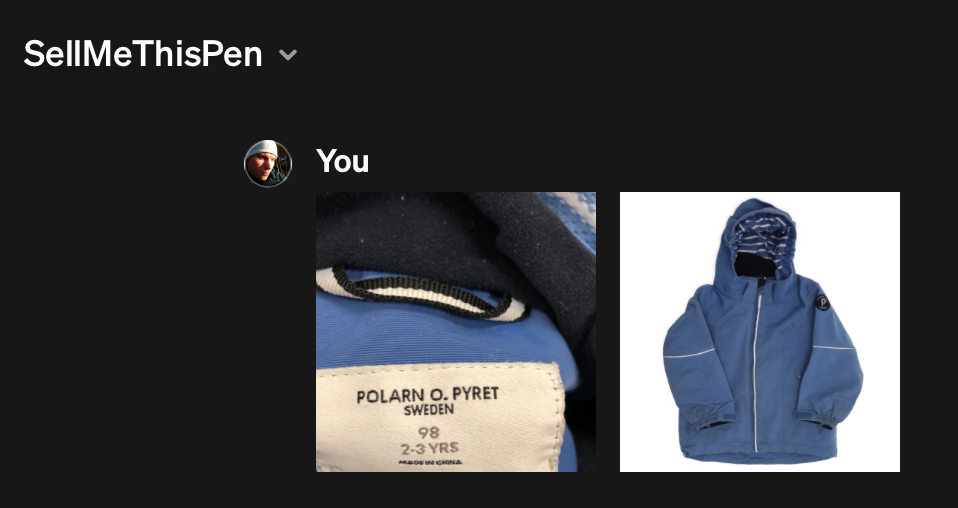 SellMeThisPen
You
POLARN O. PYRET
SWEDEN
98
2-3 YRS
MADE IN CHINA
P